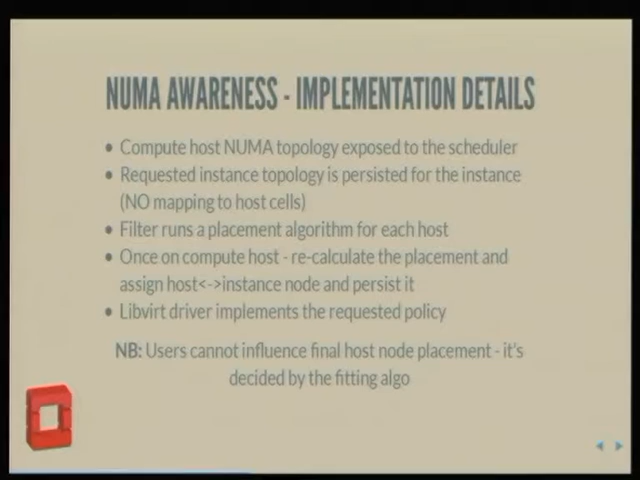 NUMA AWARENESS - IMPLEMENTATION DETAILS
• Compute host NUMA topology exposed to the scheduler
• Requested instance topology is persisted for the instance
(NO mapping to host cells)
• Filter runs a placement algorithm for each host
• Once on compute host - re-calculate the placement and
assign host<->instance node and persist it
• Libvirt driver implements the requested policy
NB: Users cannot influence final host node placement - it's
decided by the fitting algo